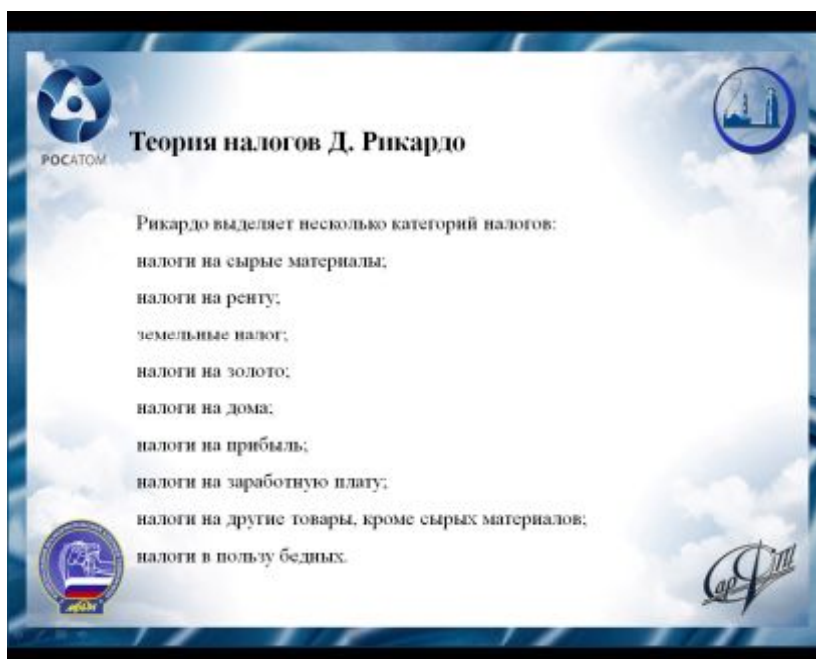 РОСАТОМ
Теория налогов Д. Рикардо
Рикардо выделяет несколько категорий налогов:
налоги на сырые материалы;
налоги на ренту;
земельные налог;
налоги на золото;
налоги на дома;
налоги на прибыль;
налоги на заработную плату;
налоги на другие товары, кроме сырых материалов;
налоги в пользу бедных.